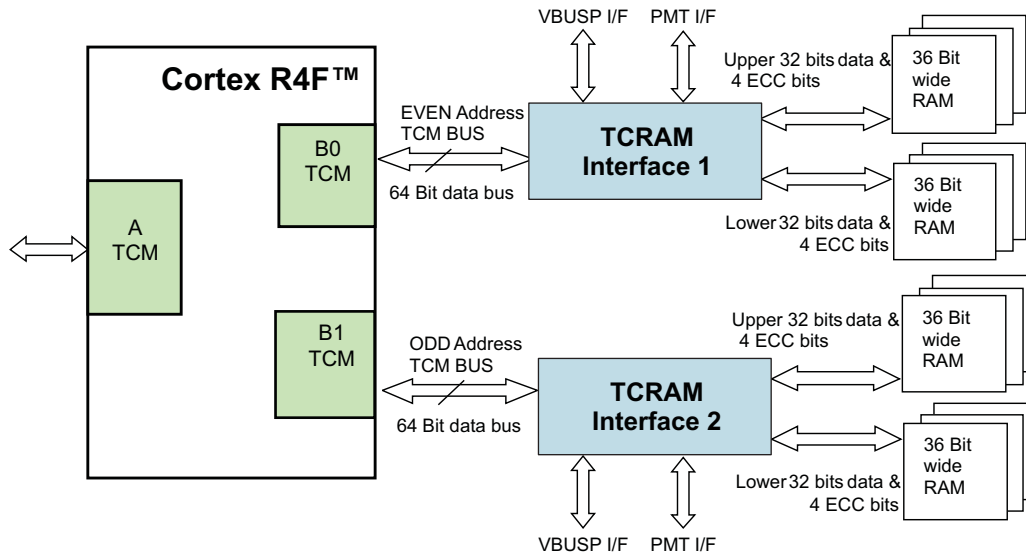 VBUSP I/F
PMT I/F
Cortex R4F™
Upper 32 bits data &
4 ECC bits
36 Bit
wide
RAM
EVEN Address
TCM BUS
B0
TCM
TCRAM
Interface 1
64 Bit data bus
36 Bit
wide
RAM
A
TCM
Lower 32 bits data &
4 ECC bits
B1
TCM
ODD Address
TCM BUS
Upper 32 bits data &
4 ECC bits
36 Bit
wide
RAM
TCRAM
Interface 2
64 Bit data bus
36 Bit
wide
RAM
Lower 32 bits data &
4 ECC bits
VBUSP I/F
PMT I/F